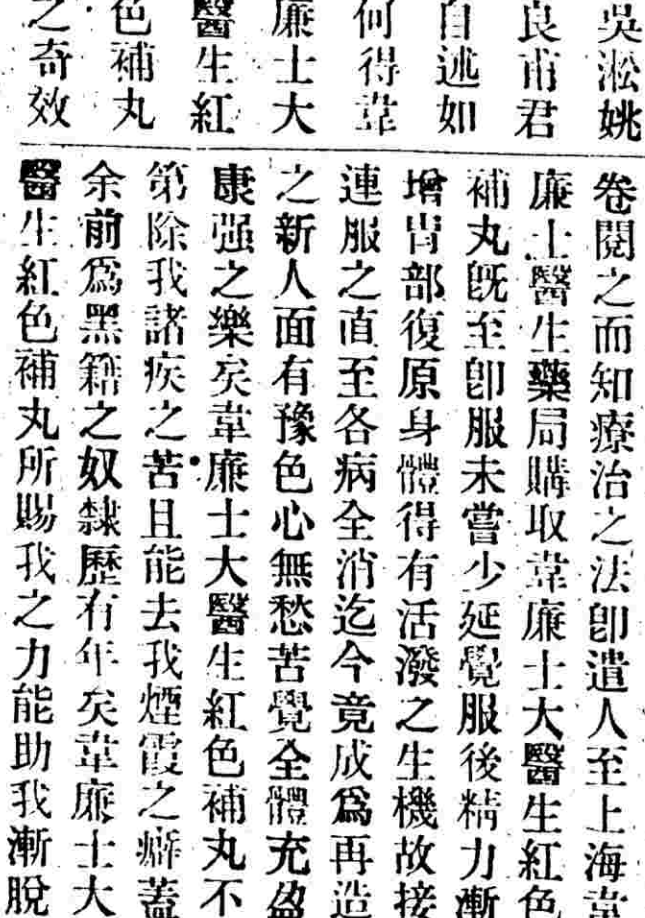 吳淞姚
良甫君
自述如
何得韋
廉士大
醫生紅
色補丸
之奇效
卷閱之而知療治之法卽遣人至上海韋
廉士醫生藥局購取韋廉士大醫生紅色
補丸旣至卽服未嘗少延覺服後精力漸
增胃部復原身體得有活潑之生機故接
連服之直至各病全消迄今竟成爲再造
之新人面有豫色心無愁苦覺全體充盈
康强之樂矣韋廉士大醫生紅色補丸不
第除我諸疾之苦且能去我煙霞之癖蓋
余前爲黑籍之奴隸歷有年矣韋廉士大
醫生紅色補丸所賜我之力能助我漸脫